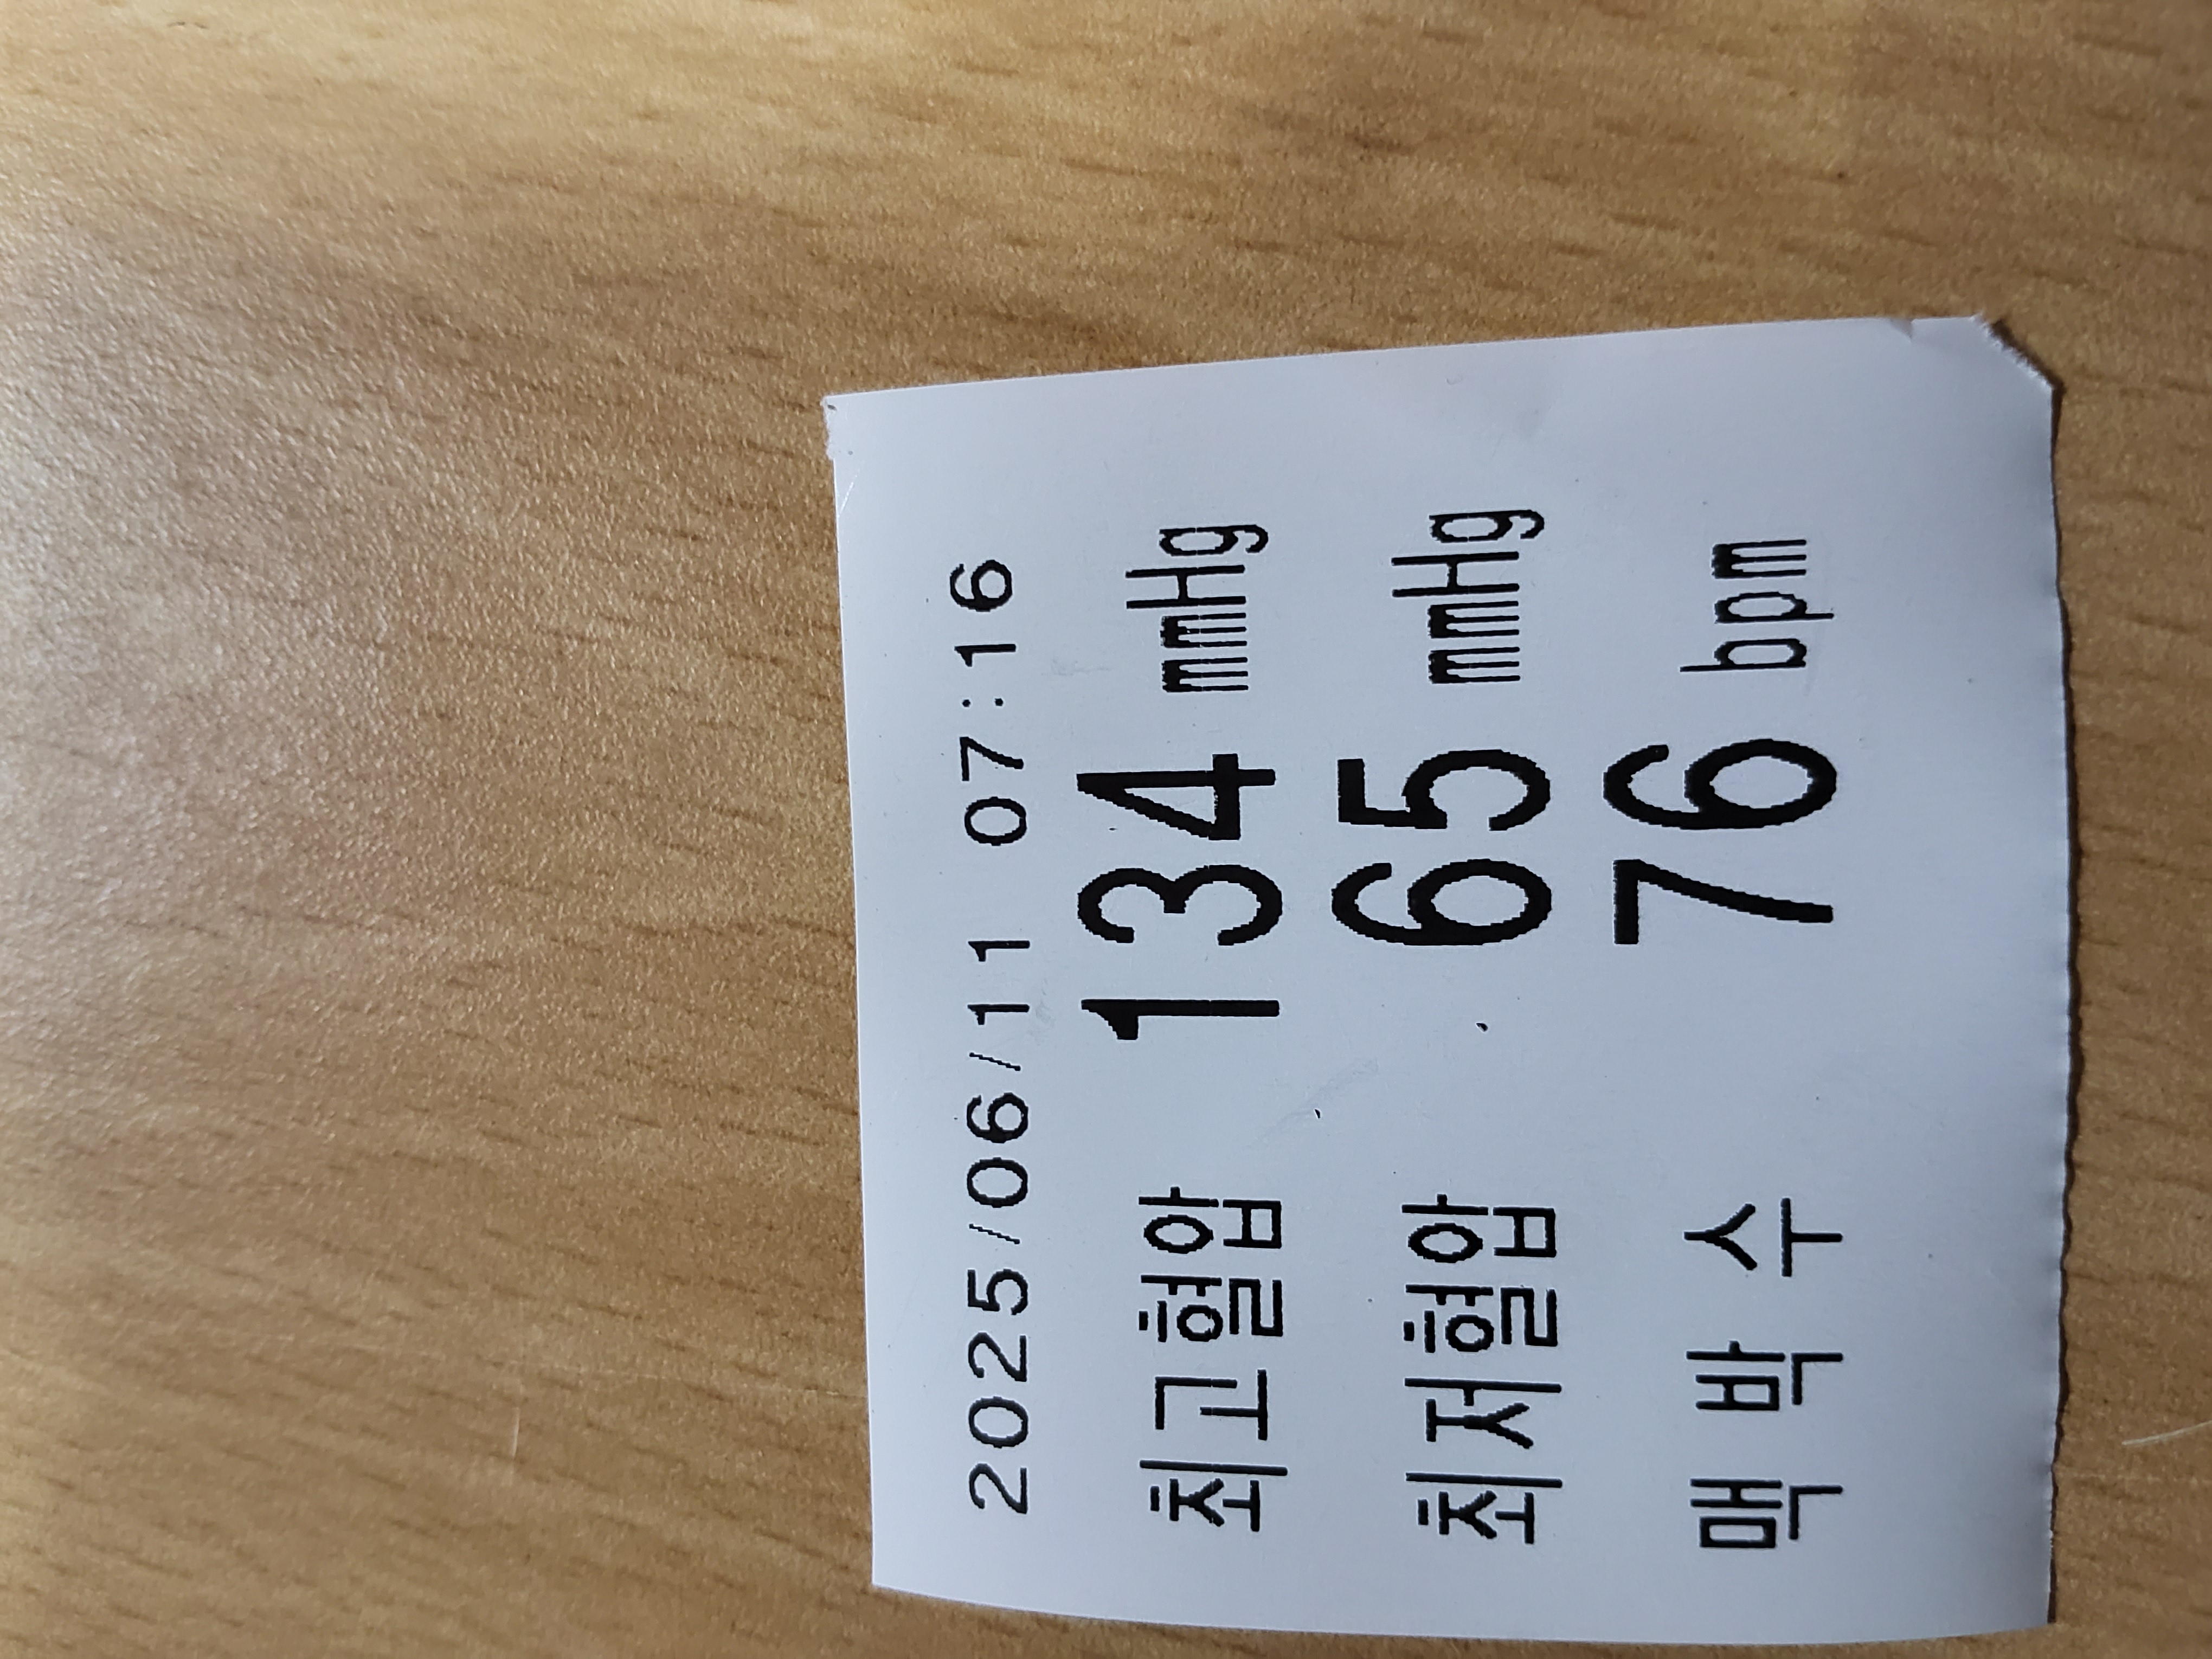 2025/06/11 07:16
최고혈압 134 mmHg
최저혈압 65 mmHg
맥 박 수 76 bpm